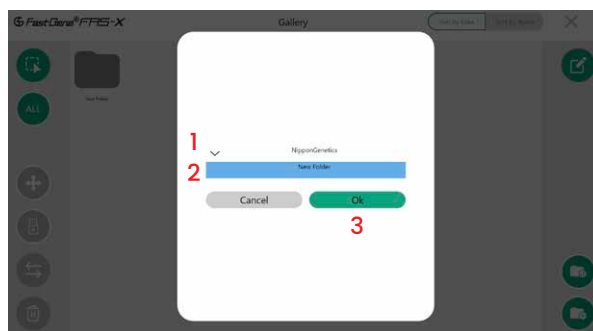 FastGene® FAS-X
Gallery
ALL
New Folder
1
NipponGenetics
2
New Folder
Cancel
Ok
3